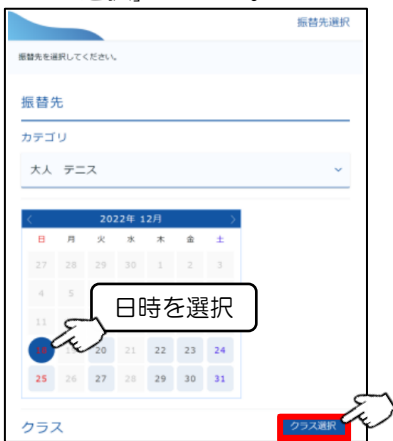 振替先選択
振替先を選択してください。
振替先
カテゴリ
大人 テニス
2022年 12月
日 月 火 水 木 金 土
27 28 29 30 1 2 3
4 5
11
日時を選択
18 20 21 22 23 24
25 26 27 28 29 30 31
クラス
クラス選択